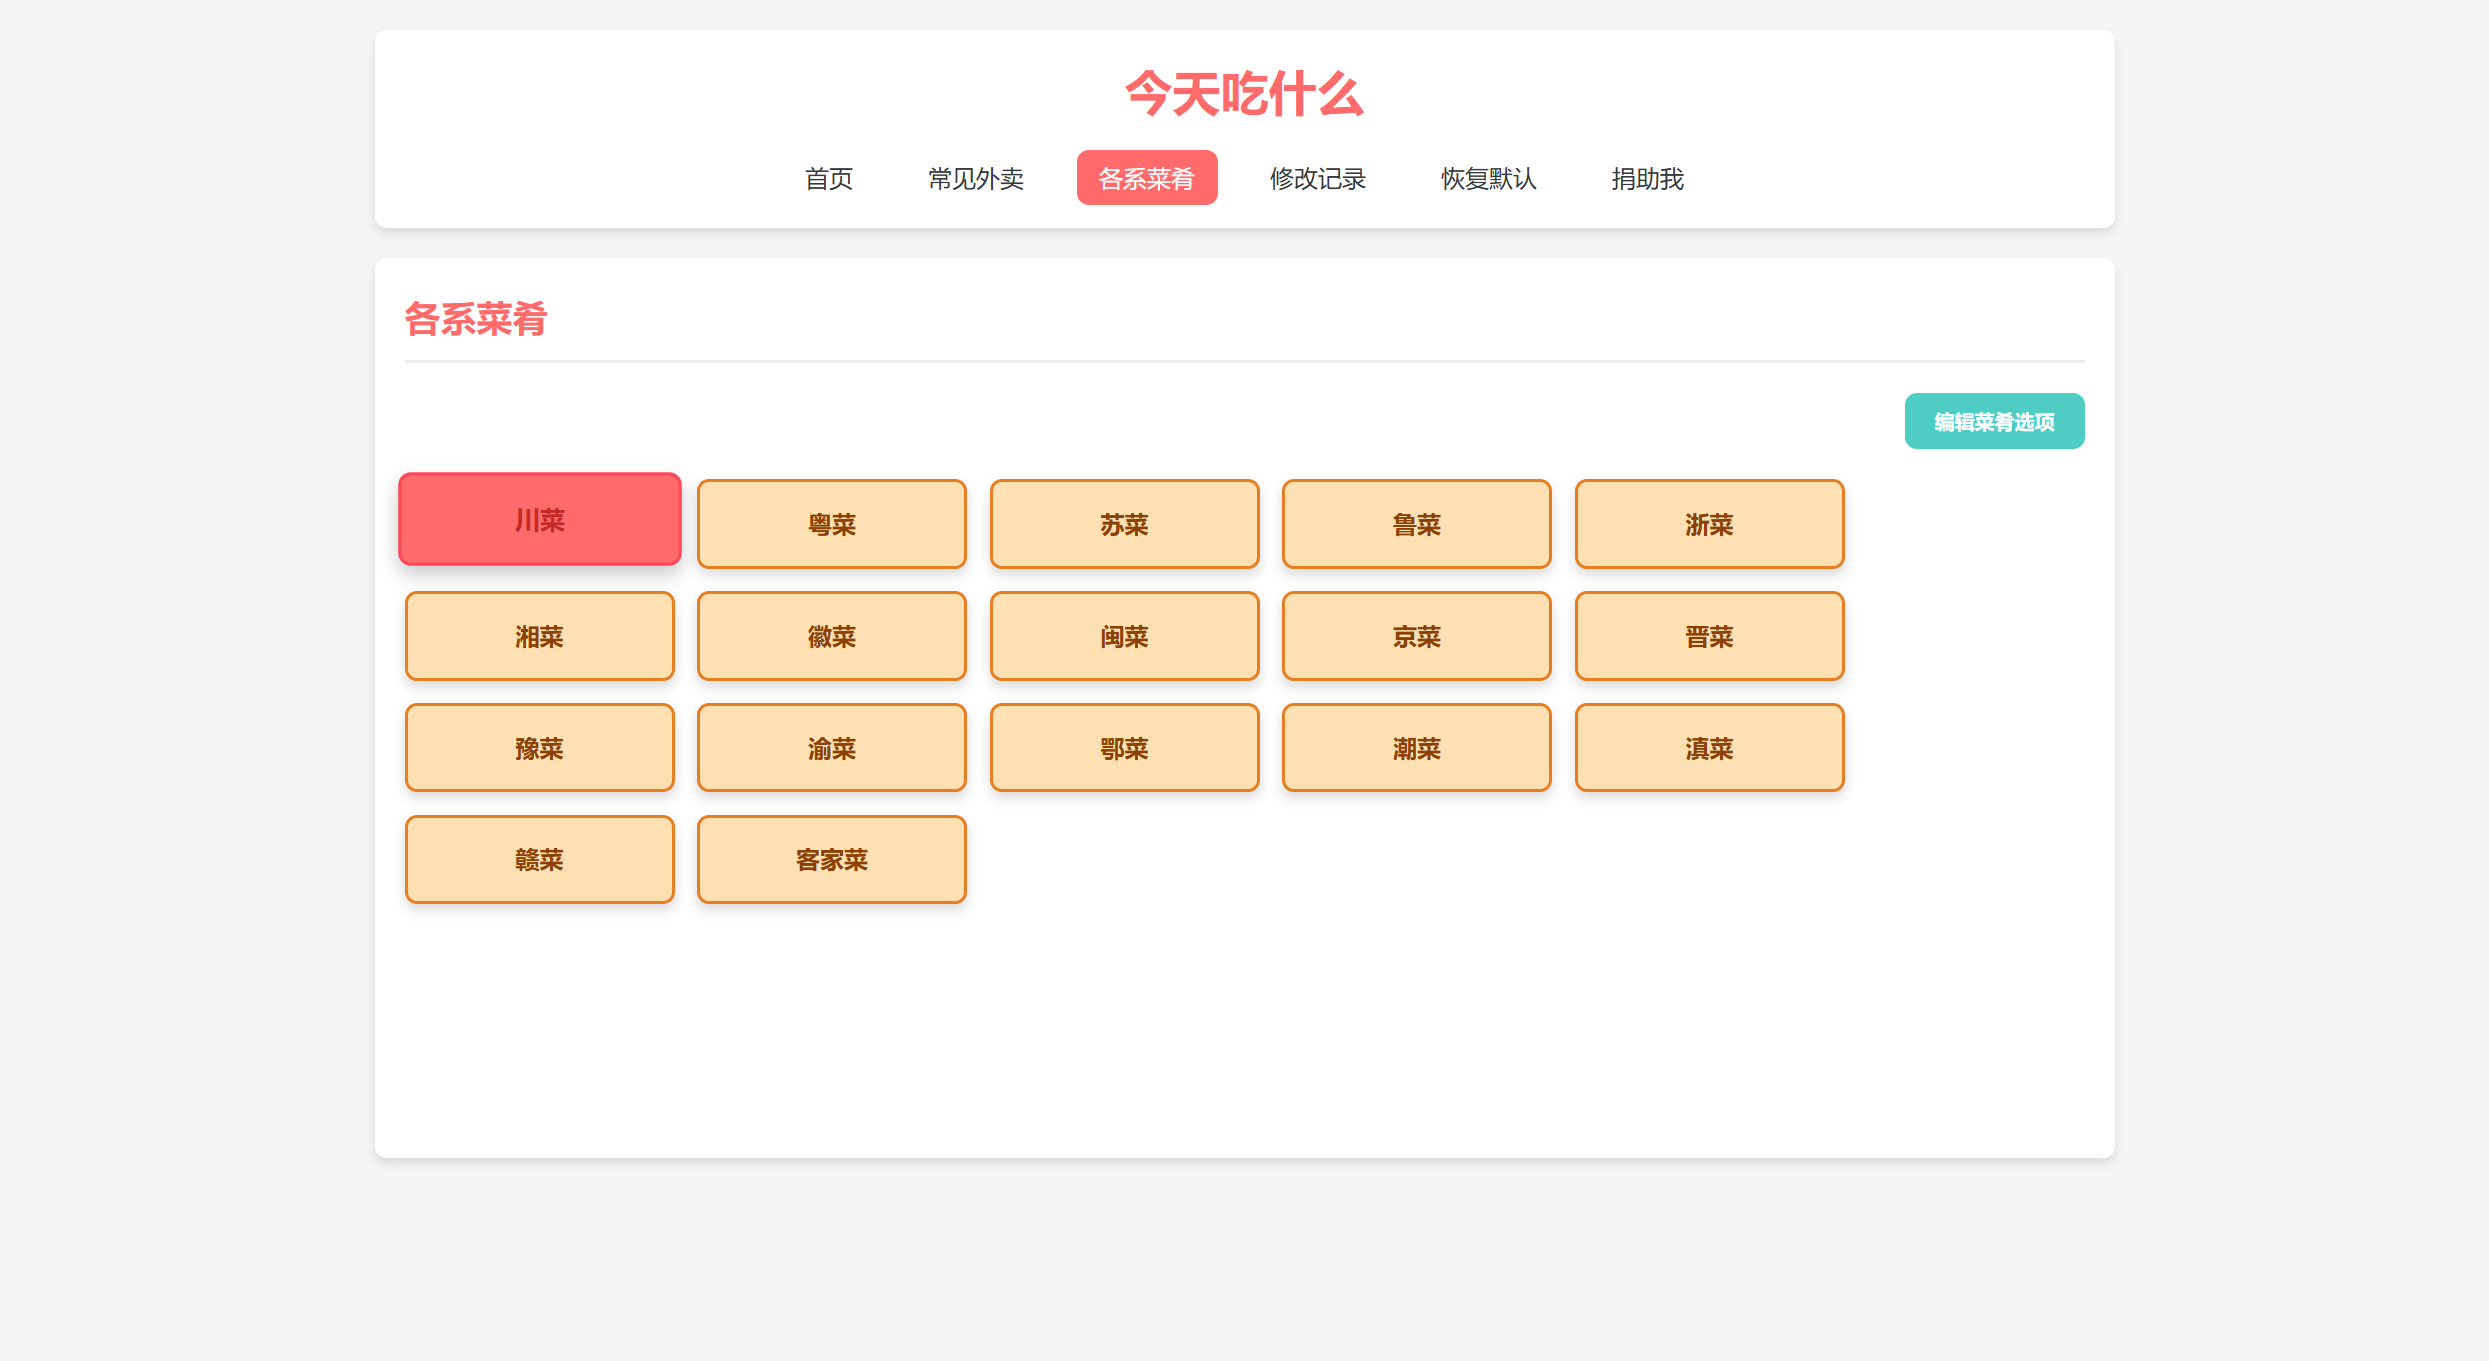 今天吃什么
首页 常见外卖 各系菜肴 修改记录 恢复默认 捐助我
各系菜肴
编辑菜肴选项
川菜 粤菜 苏菜 鲁菜 浙菜
湘菜 徽菜 闽菜 京菜 晋菜
豫菜 渝菜 鄂菜 潮菜 滇菜
赣菜 客家菜